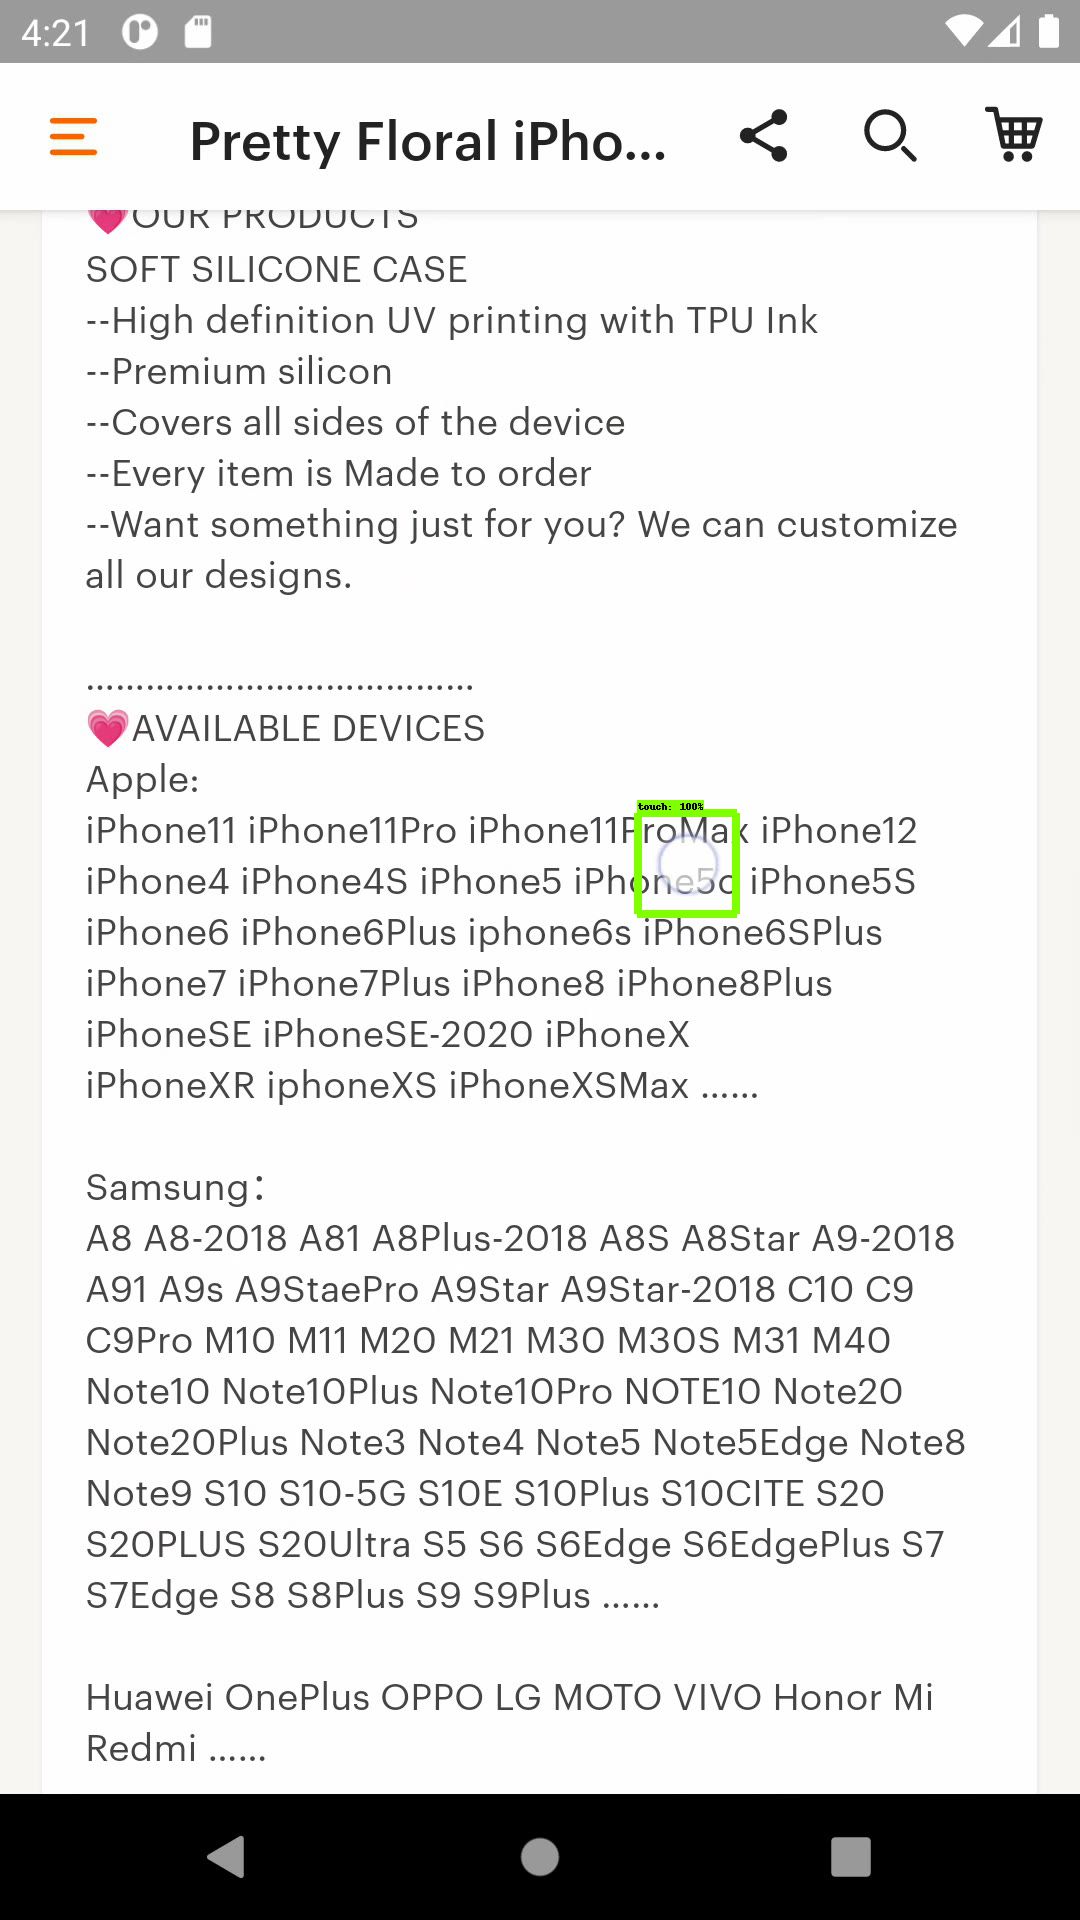 4:21
Pretty Floral iPho...
💗OUR PRODUCTS
SOFT SILICONE CASE
--High definition UV printing with TPU Ink
--Premium silicon
--Covers all sides of the device
--Every item is Made to order
--Want something just for you? We can customize
all our designs.
.......................................
💗AVAILABLE DEVICES
Apple:
touch: 100%
iPhone11 iPhone11Pro iPhone11ProMax iPhone12
iPhone4 iPhone4S iPhone5 iPhone5c iPhone5S
iPhone6 iPhone6Plus iphone6s iPhone6SPlus
iPhone7 iPhone7Plus iPhone8 iPhone8Plus
iPhoneSE iPhoneSE-2020 iPhoneX
iPhoneXR iphoneXS iPhoneXSMax ......
Samsung：
A8 A8-2018 A81 A8Plus-2018 A8S A8Star A9-2018
A91 A9s A9StaePro A9Star A9Star-2018 C10 C9
C9Pro M10 M11 M20 M21 M30 M30S M31 M40
Note10 Note10Plus Note10Pro NOTE10 Note20
Note20Plus Note3 Note4 Note5 Note5Edge Note8
Note9 S10 S10-5G S10E S10Plus S10CITE S20
S20PLUS S20Ultra S5 S6 S6Edge S6EdgePlus S7
S7Edge S8 S8Plus S9 S9Plus ......
Huawei OnePlus OPPO LG MOTO VIVO Honor Mi
Redmi ......